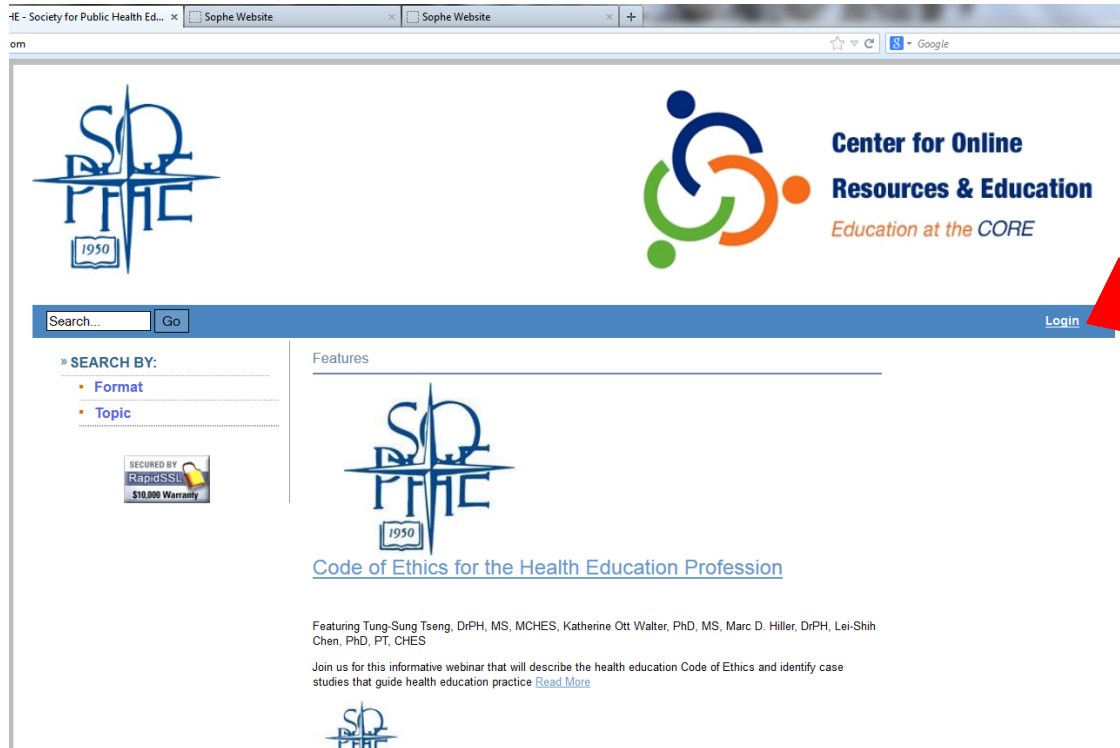 HE - Society for Public Health Ed... × Sophe Website × Sophe Website × +
om
Google
SOPHE
1950
Center for Online
Resources & Education
Education at the CORE
Search... Go
Login
» SEARCH BY:
Format
Topic
SECURED BY
RapidSSL
$10,000 Warranty
Features
SOPHE
1950
Code of Ethics for the Health Education Profession
Featuring Tung-Sung Tseng, DrPH, MS, MCHES, Katherine Ott Walter, PhD, MS, Marc D. Hiller, DrPH, Lei-Shih
Chen, PhD, PT, CHES
Join us for this informative webinar that will describe the health education Code of Ethics and identify case
studies that guide health education practice Read More
SOPHE